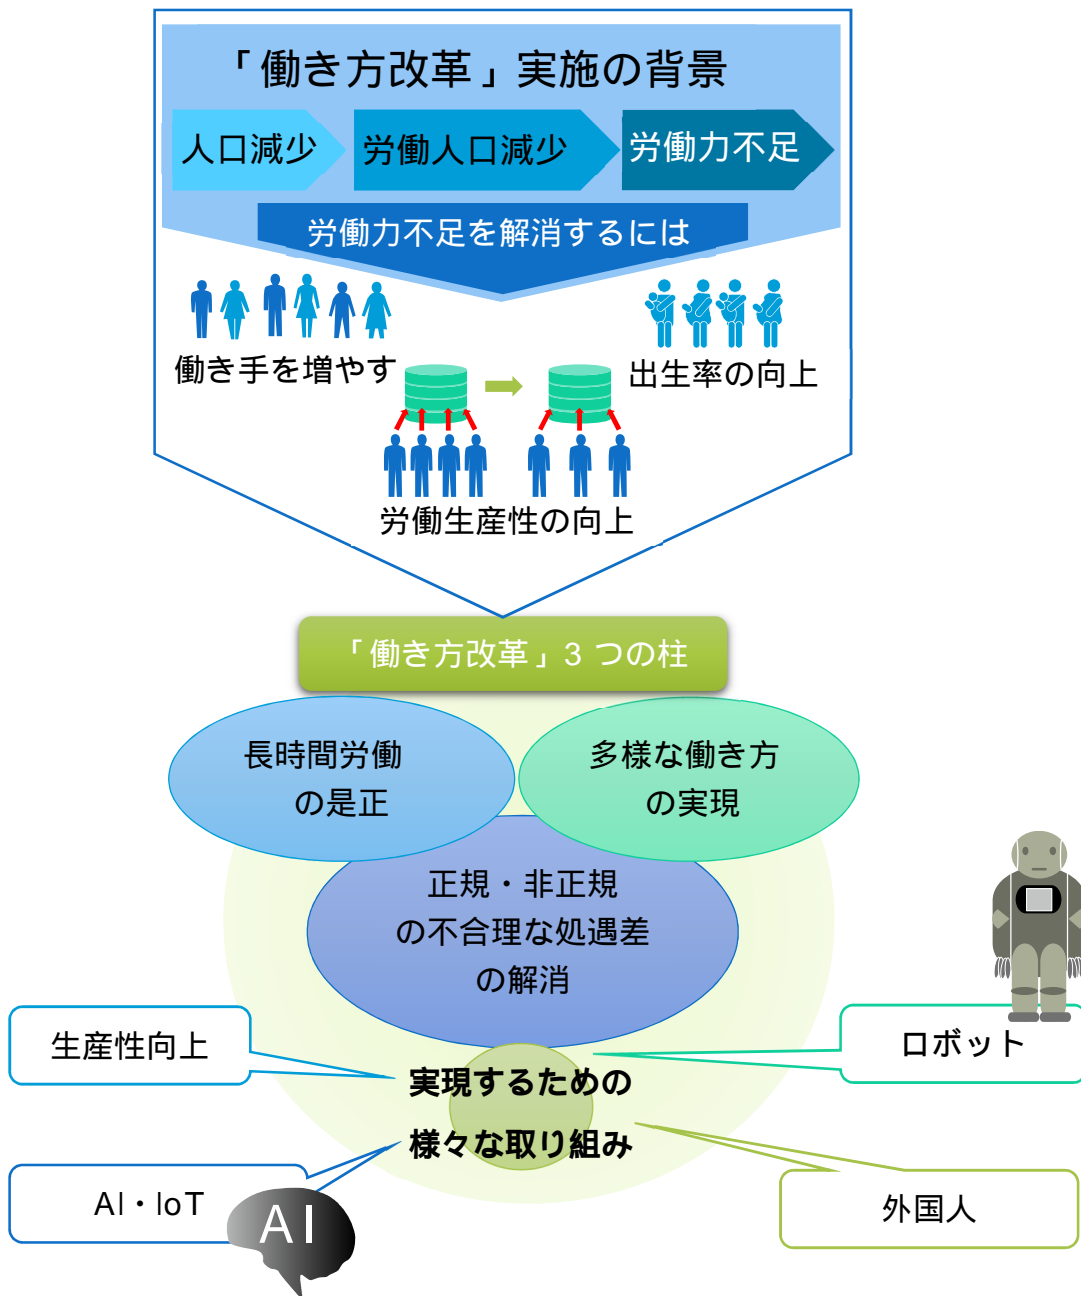 「働き方改革」実施の背景
人口減少
労働人口減少
労働力不足
労働力不足を解消するには
働き手を増やす
出生率の向上
労働生産性の向上
「働き方改革」3つの柱
長時間労働
の是正
多様な働き方
の実現
正規・非正規
の不合理な処遇差
の解消
生産性向上
ロボット
実現するための
様々な取り組み
AI・IoT
AI
外国人